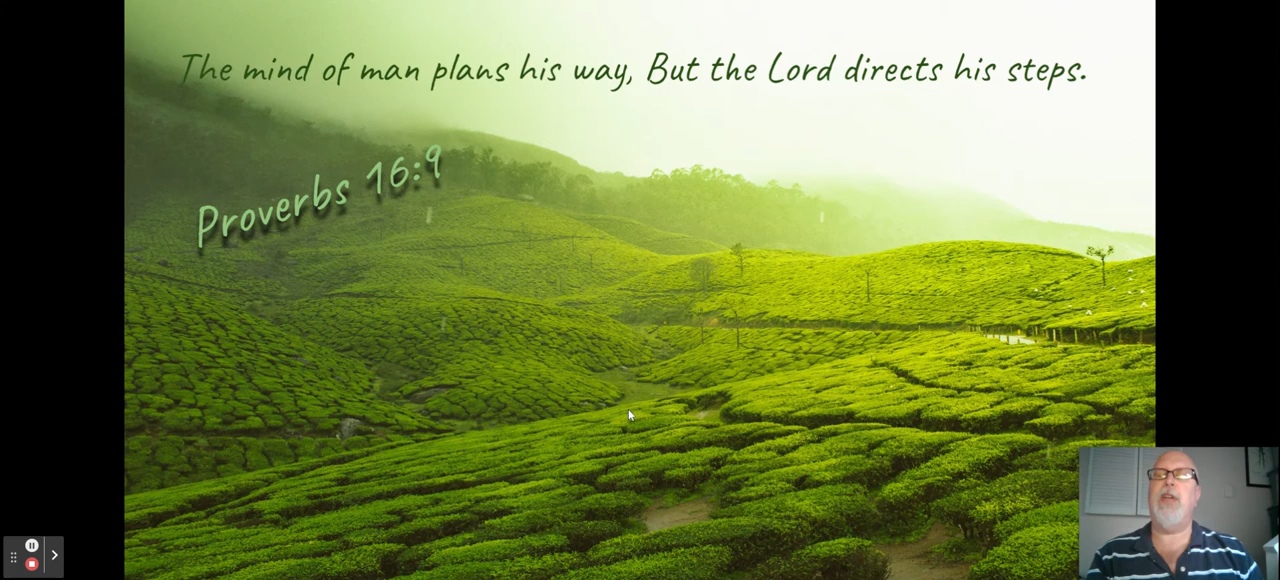 The mind of man plans his way, But the Lord directs his steps.
Proverbs 16:9